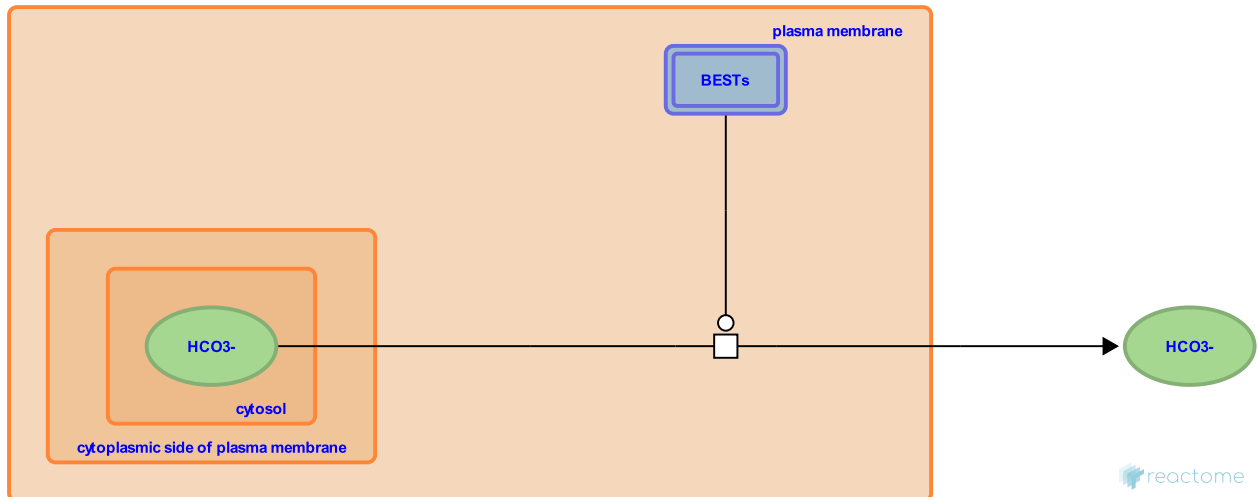 plasma membrane
BESTs
HCO3-
HCO3-
cytosol
cytoplasmic side of plasma membrane
reactome